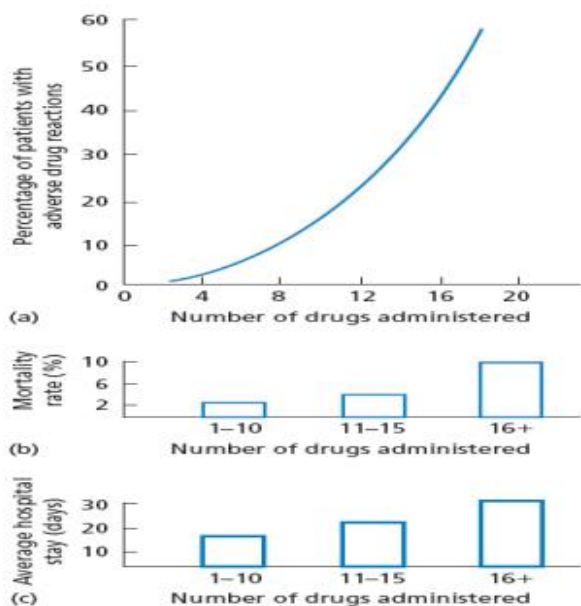 Percentage of patients with
adverse drug reactions
60
50
40
30
20
10
0
0 4 8 12 16 20
(a) Number of drugs administered
Mortality
rate (%)
10
6
2
1–10 11–15 16+
(b) Number of drugs administered
Average hospital
stay (days)
30
20
10
1–10 11–15 16+
(c) Number of drugs administered